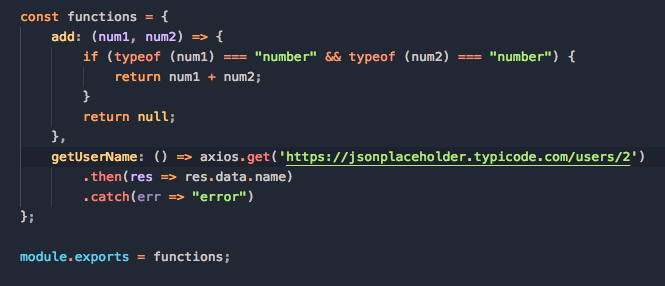 const functions = {
    add: (num1, num2) => {
        if (typeof (num1) === "number" && typeof (num2) === "number") {
            return num1 + num2;
        }
        return null;
    },
    getUserName: () => axios.get('https://jsonplaceholder.typicode.com/users/2')
        .then(res => res.data.name)
        .catch(err => "error")
};

module.exports = functions;